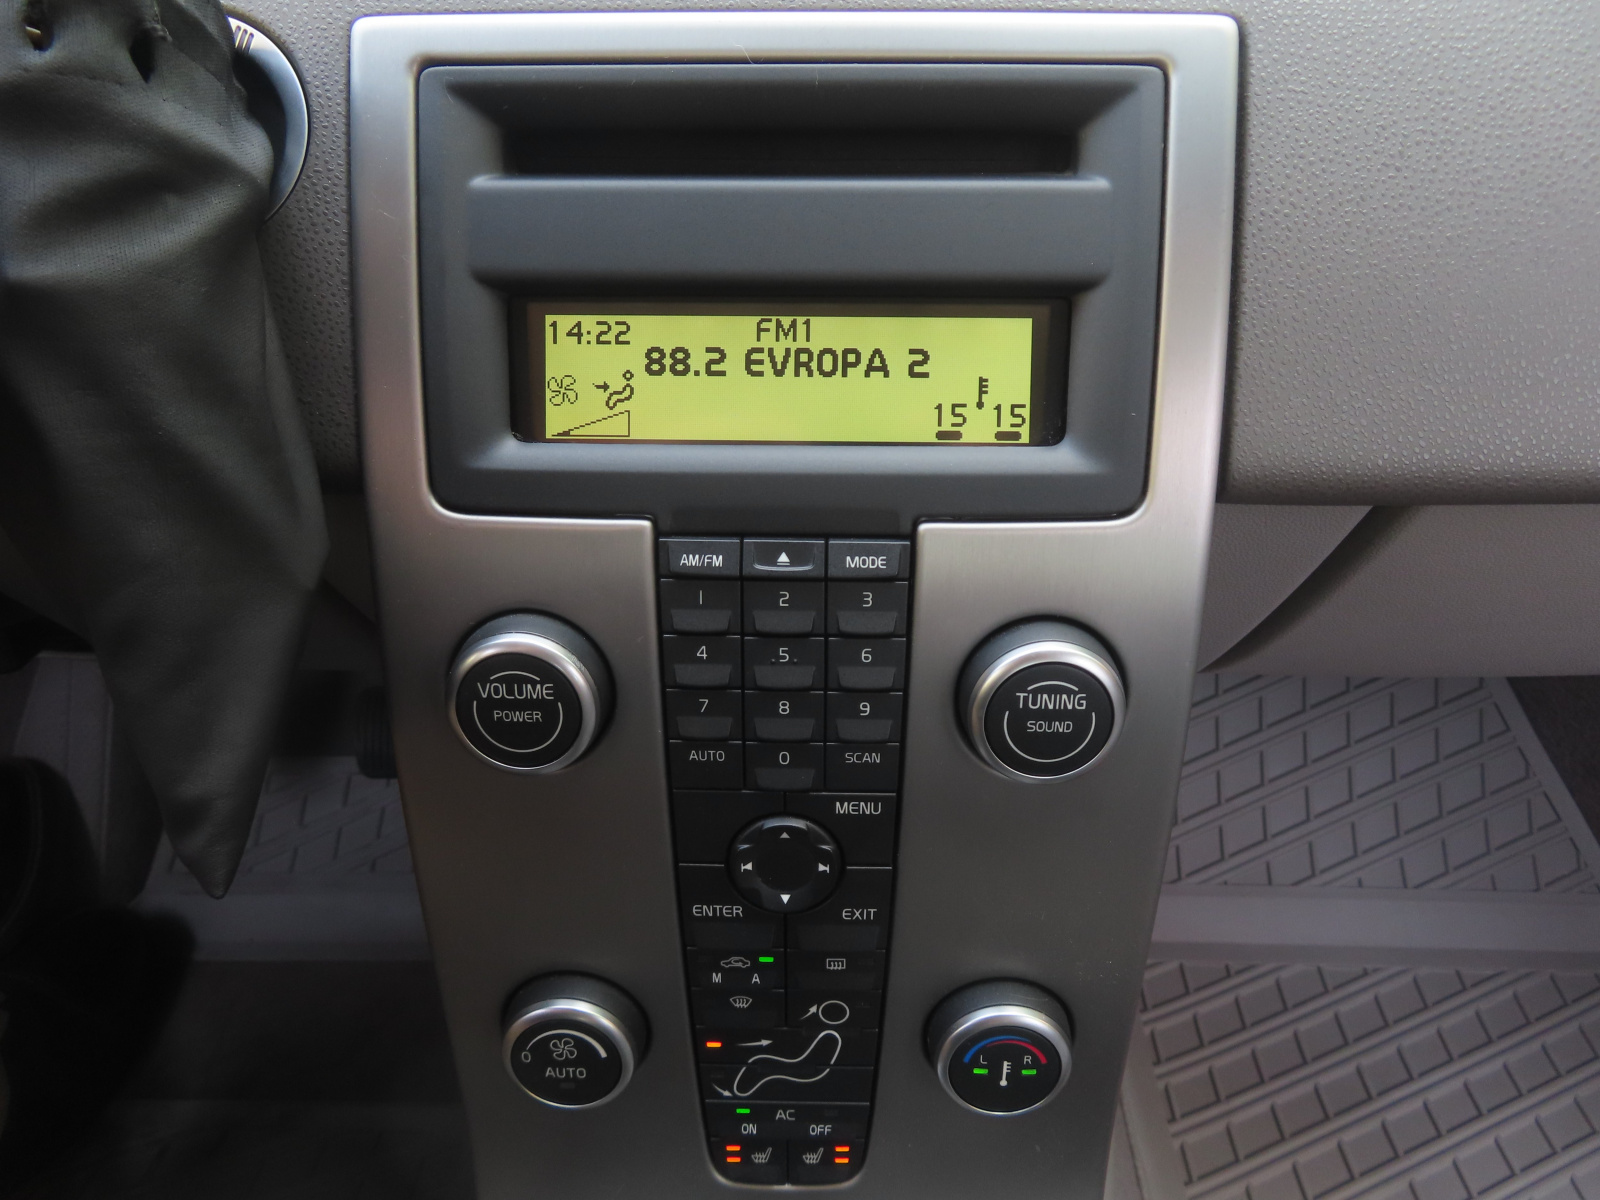 14:22 FM1
88.2 EVROPA 2
15 15
AM/FM MODE
1 2 3
4 5 6
7 8 9
AUTO 0 SCAN
VOLUME
POWER
TUNING
SOUND
MENU
ENTER EXIT
M A
0
AUTO
L R
AC
ON OFF